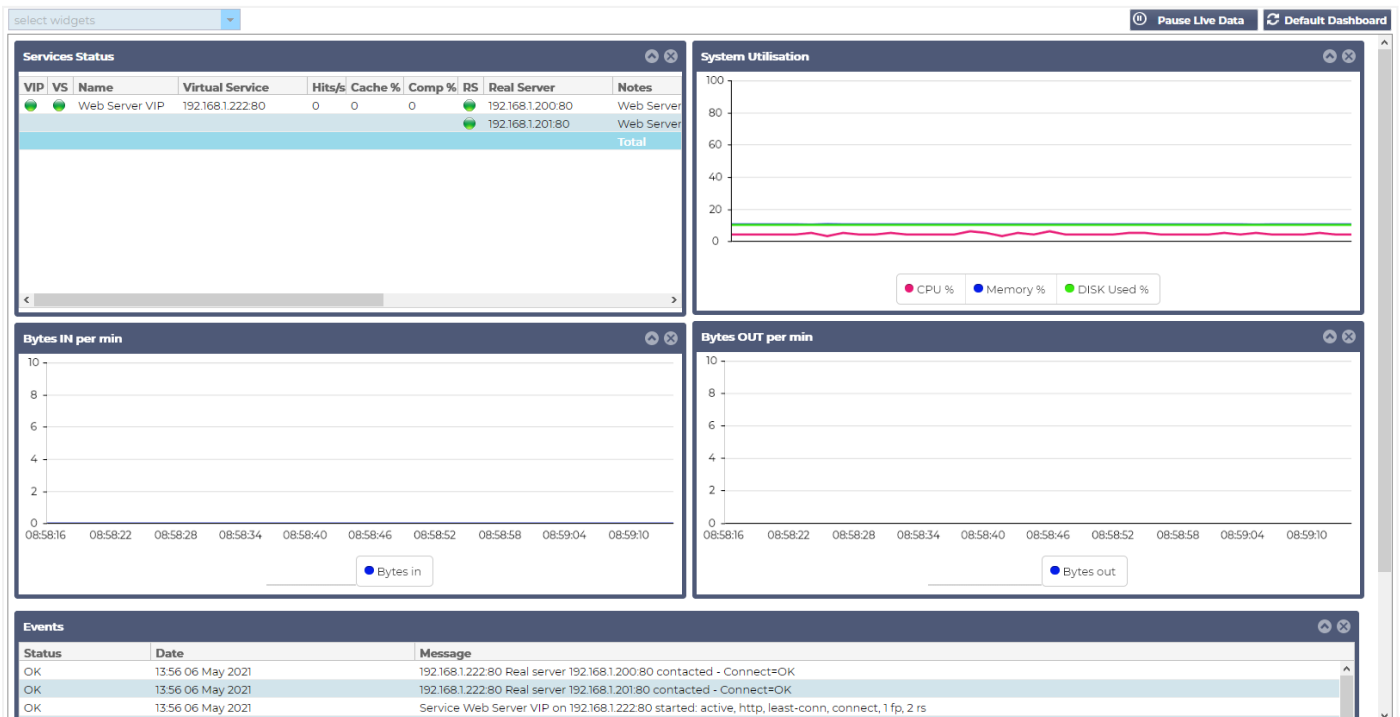 select widgets
Pause Live Data
Default Dashboard
Services Status
VIP VS Name Virtual Service Hits/s Cache % Comp % RS Real Server Notes
Web Server VIP 192.168.1.222:80 0 0 0 192.168.1.200:80 Web Server
192.168.1.201:80 Web Server
Total
System Utilisation
100
80
60
40
20
0
CPU % Memory % DISK Used %
Bytes IN per min
10
8
6
4
2
0
08:58:16 08:58:22 08:58:28 08:58:34 08:58:40 08:58:46 08:58:52 08:58:58 08:59:04 08:59:10
Bytes in
Bytes OUT per min
10
8
6
4
2
0
08:58:16 08:58:22 08:58:28 08:58:34 08:58:40 08:58:46 08:58:52 08:58:58 08:59:04 08:59:10
Bytes out
Events
Status Date Message
OK 13:56 06 May 2021 192.168.1.222:80 Real server 192.168.1.200:80 contacted - Connect=OK
OK 13:56 06 May 2021 192.168.1.222:80 Real server 192.168.1.201:80 contacted - Connect=OK
OK 13:56 06 May 2021 Service Web Server VIP on 192.168.1.222:80 started: active, http, least-conn, connect, 1 fp, 2 rs